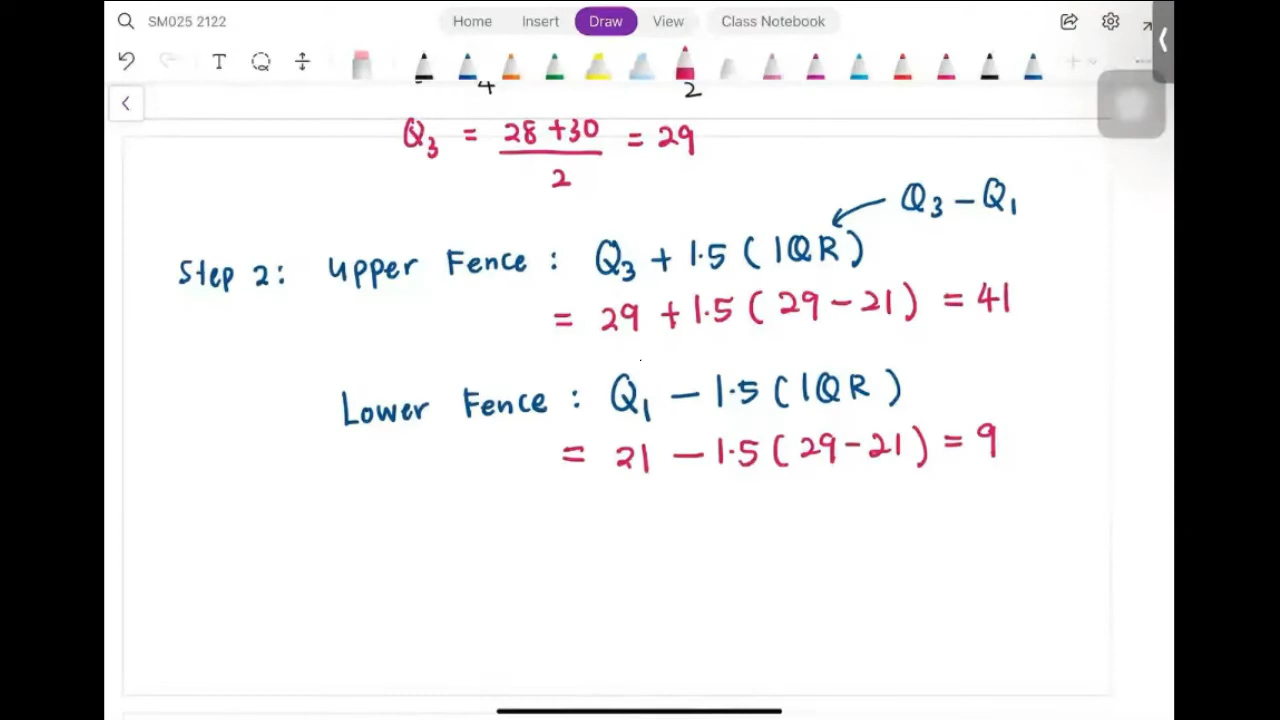 SM025 2122
Home Insert Draw View Class Notebook
T
4 2
Q₃ = (28 + 30)/2 = 29
Q₃ − Q₁
Step 2: Upper Fence : Q₃ + 1.5 (IQR)
= 29 + 1.5 (29 − 21) = 41
Lower Fence : Q₁ − 1.5 (IQR)
= 21 − 1.5 (29 − 21) = 9